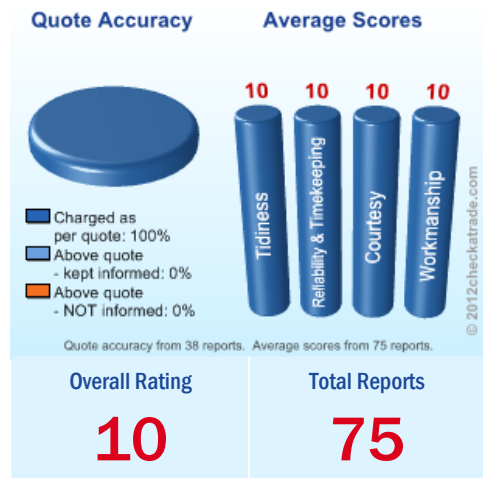 Quote Accuracy
Average Scores
10 10 10 10
Tidiness
Reliability & Timekeeping
Courtesy
Workmanship
Charged as
per quote: 100%
Above quote
- kept informed: 0%
Above quote
- NOT informed: 0%
© 2012checkatrade.com
Quote accuracy from 38 reports. Average scores from 75 reports.
Overall Rating
10
Total Reports
75